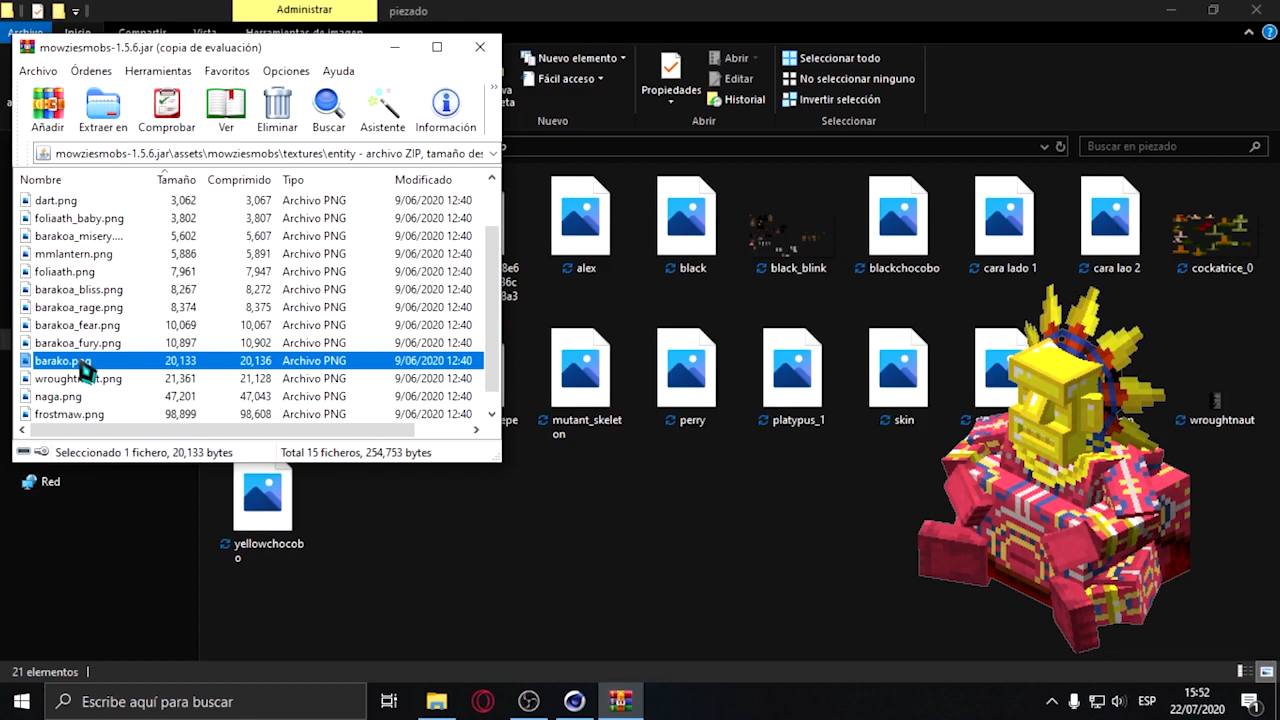 Administrar
piezado
Archivo Inicio Compartir Vista Herramientas de imagen
mowziesmobs-1.5.6.jar (copia de evaluación)
Archivo Órdenes Herramientas Favoritos Opciones Ayuda
Añadir Extraer en Comprobar Ver Eliminar Buscar Asistente Información
mowziesmobs-1.5.6.jar\assets\mowziesmobs\textures\entity - archivo ZIP, tamaño des
Nombre Tamaño Comprimido Tipo Modificado
dart.png 3,062 3,067 Archivo PNG 9/06/2020 12:40
foliaath_baby.png 3,802 3,807 Archivo PNG 9/06/2020 12:40
barakoa_misery.... 5,602 5,607 Archivo PNG 9/06/2020 12:40
mmlantern.png 5,886 5,891 Archivo PNG 9/06/2020 12:40
foliaath.png 7,961 7,947 Archivo PNG 9/06/2020 12:40
barakoa_bliss.png 8,267 8,272 Archivo PNG 9/06/2020 12:40
barakoa_rage.png 8,374 8,375 Archivo PNG 9/06/2020 12:40
barakoa_fear.png 10,069 10,067 Archivo PNG 9/06/2020 12:40
barakoa_fury.png 10,897 10,902 Archivo PNG 9/06/2020 12:40
barako.png 20,133 20,136 Archivo PNG 9/06/2020 12:40
21,361 21,128 Archivo PNG 9/06/2020 12:40
naga.png 47,201 47,043 Archivo PNG 9/06/2020 12:40
frostmaw.png 98,899 98,608 Archivo PNG 9/06/2020 12:40
Seleccionado 1 fichero, 20,133 bytes Total 15 ficheros, 254,753 bytes
Nuevo elemento
Fácil acceso
Nuevo
Propiedades
Abrir
Editar
Historial
Abrir
Seleccionar todo
No seleccionar ninguno
Invertir selección
Seleccionar
Buscar en piezado
alex black black_blink blackchocobo cara lado 1 cara lao 2 cockatrice_0
mutant_skelet
on
perry platypus_1 skin wroughtnaut
Red
yellowchocob
o
21 elementos
Escribe aquí para buscar
ESP
15:52
22/07/2020